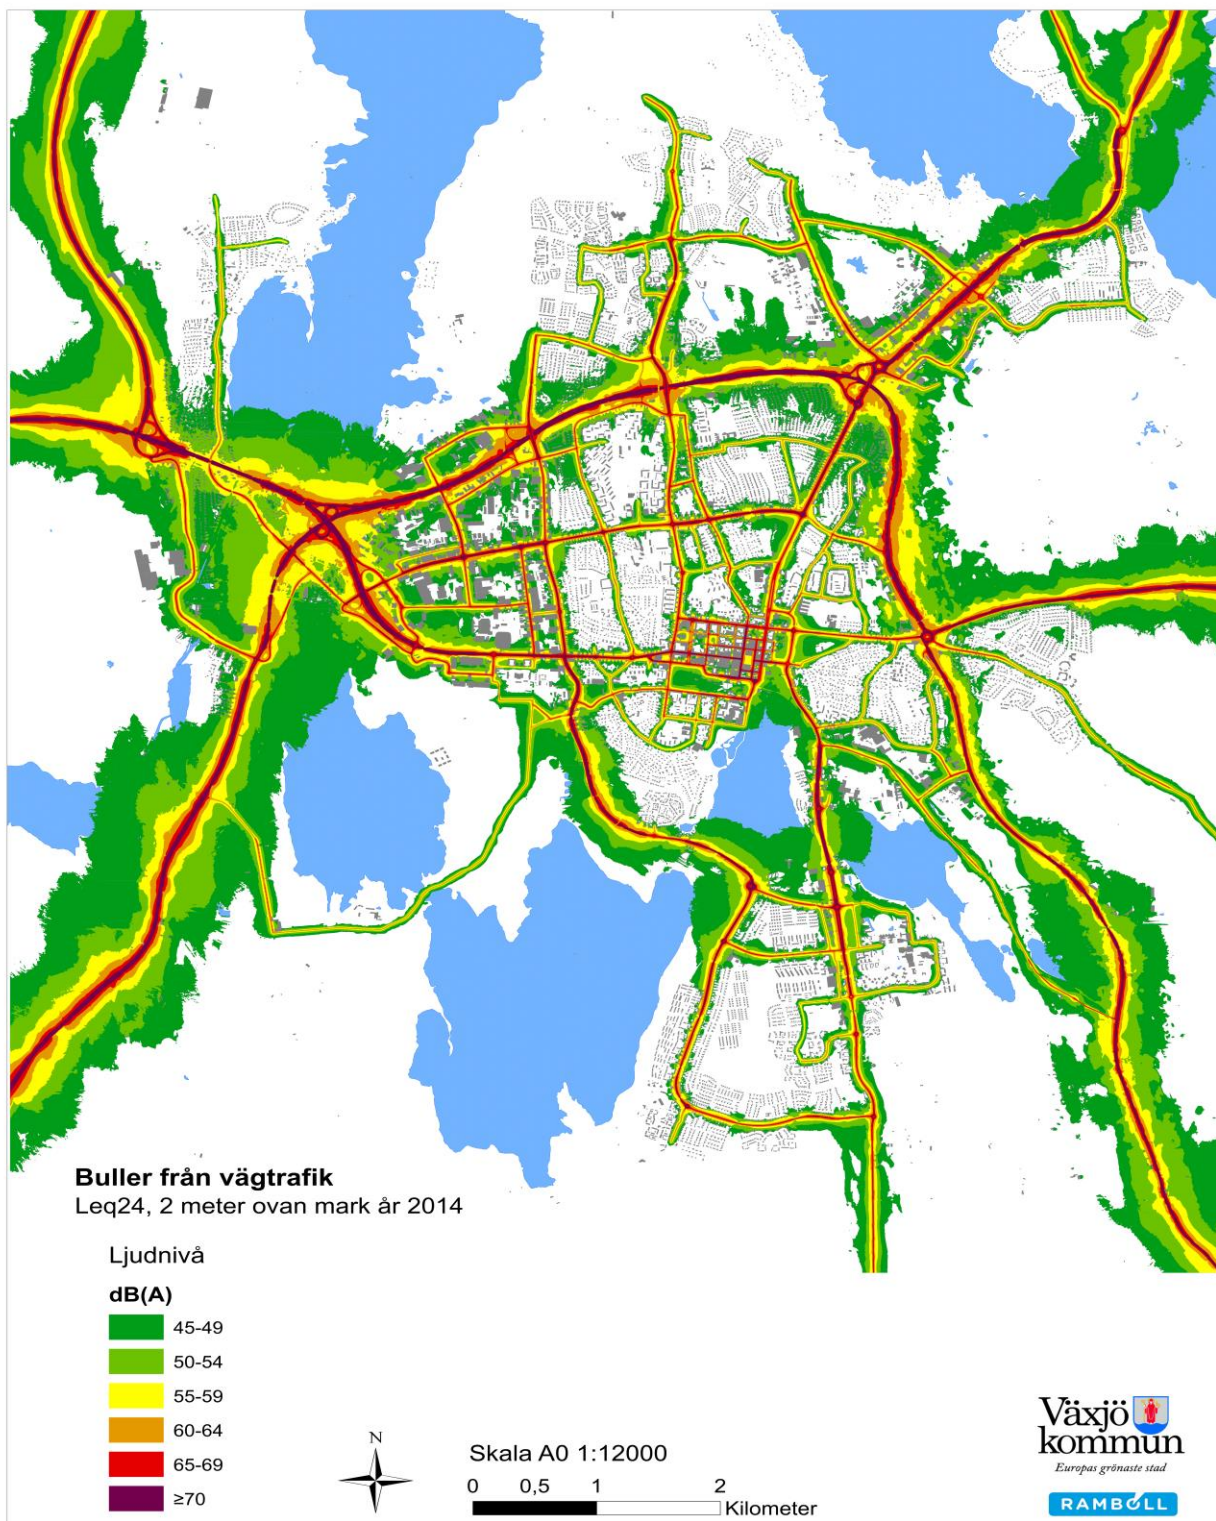 Buller från vägtrafik
Leq24, 2 meter ovan mark år 2014
Ljudnivå
dB(A)
45-49
50-54
55-59
60-64
65-69
≥70
N
Skala A0 1:12000
0 0,5 1 2
Kilometer
Växjö
kommun
Europas grönaste stad
RAMBOLL